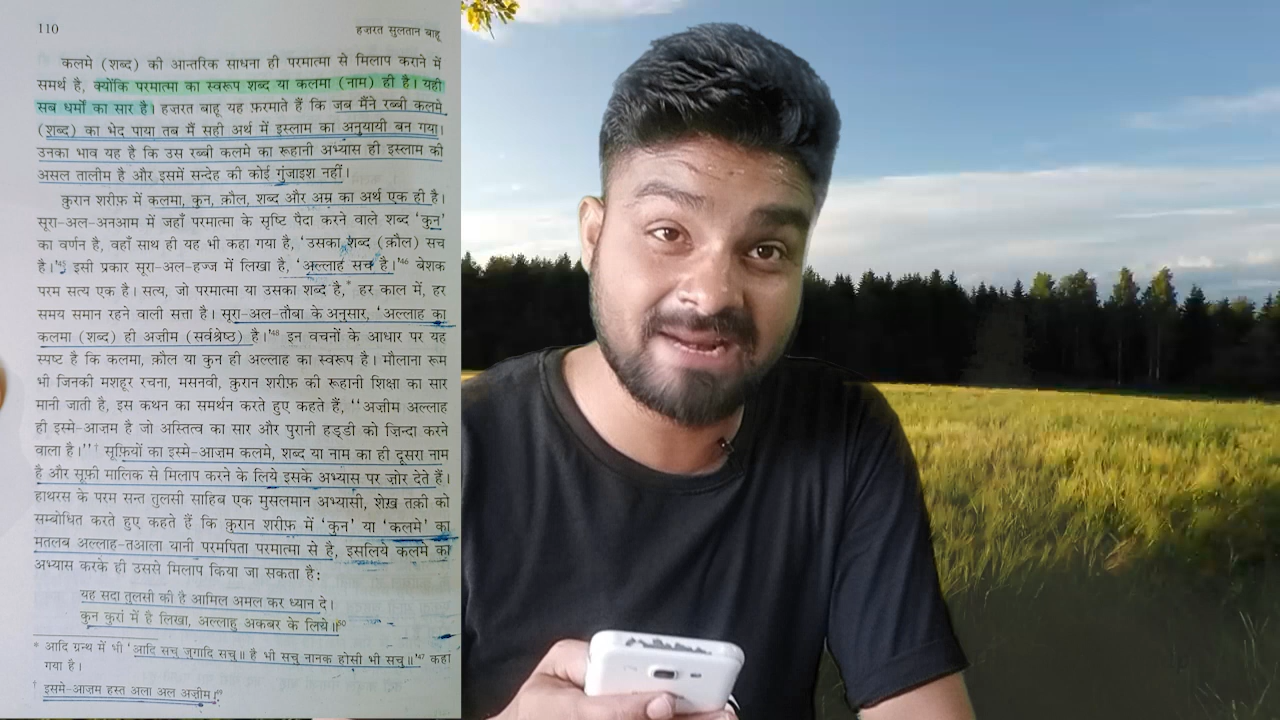 110
हज़रत सुलतान बाहू
कलमे (शब्द) की आन्तरिक साधना ही परमात्मा से मिलाप कराने में
समर्थ है, क्योंकि परमात्मा का स्वरूप शब्द या कलमा (नाम) ही है। यही
सब धर्मों का सार है। हज़रत बाहू यह फ़रमाते हैं कि जब मैंने रब्बी कलमे
(शब्द) का भेद पाया तब मैं सही अर्थ में इस्लाम का अनुयायी बन गया।
उनका भाव यह है कि उस रब्बी कलमे का रूहानी अभ्यास ही इस्लाम की
असल तालीम है और इसमें सन्देह की कोई गुंजाइश नहीं।
क़ुरान शरीफ़ में कलमा, कुन, क़ौल, शब्द और अम्र का अर्थ एक ही है।
सूरा-अल-अनआम में जहाँ परमात्मा के सृष्टि पैदा करने वाले शब्द 'कुन'
का वर्णन है, वहाँ साथ ही यह भी कहा गया है, 'उसका शब्द (क़ौल) सच
है।'45 इसी प्रकार सूरा-अल-हज्ज में लिखा है, 'अल्लाह सच है।'46 बेशक
परम सत्य एक है। सत्य, जो परमात्मा या उसका शब्द है,* हर काल में, हर
समय समान रहने वाली सत्ता है। सूरा-अल-तौबा के अनुसार, 'अल्लाह का
कलमा (शब्द) ही अज़ीम (सर्वश्रेष्ठ) है।'48 इन वचनों के आधार पर यह
स्पष्ट है कि कलमा, क़ौल या कुन ही अल्लाह का स्वरूप है। मौलाना रूम
भी जिनकी मशहूर रचना, मसनवी, क़ुरान शरीफ़ की रूहानी शिक्षा का सार
मानी जाती है, इस कथन का समर्थन करते हुए कहते हैं, "अज़ीम अल्लाह
ही इस्मे-आज़म है जो अस्तित्व का सार और पुरानी हड्डी को ज़िन्दा करने
वाला है।"† सूफ़ियों का इस्मे-आज़म कलमे, शब्द या नाम का ही दूसरा नाम
है और सूफ़ी मालिक से मिलाप करने के लिये इसके अभ्यास पर ज़ोर देते हैं।
हाथरस के परम सन्त तुलसी साहिब एक मुसलमान अभ्यासी, शेख़ तक़ी को
सम्बोधित करते हुए कहते हैं कि क़ुरान शरीफ़ में 'कुन' या 'कलमे' का
मतलब अल्लाह-तआला यानी परमपिता परमात्मा से है, इसलिये कलमे का
अभ्यास करके ही उससे मिलाप किया जा सकता है:
यह सदा तुलसी की है आमिल अमल कर ध्यान दे।
कुन क़ुरां में है लिखा, अल्लाहु अकबर के लिये॥50
* आदि ग्रन्थ में भी 'आदि सचु जुगादि सचु॥ है भी सचु नानक होसी भी सचु॥'47 कहा
गया है।
† इसमे-आज़म हस्त अला अल अज़ीम।49